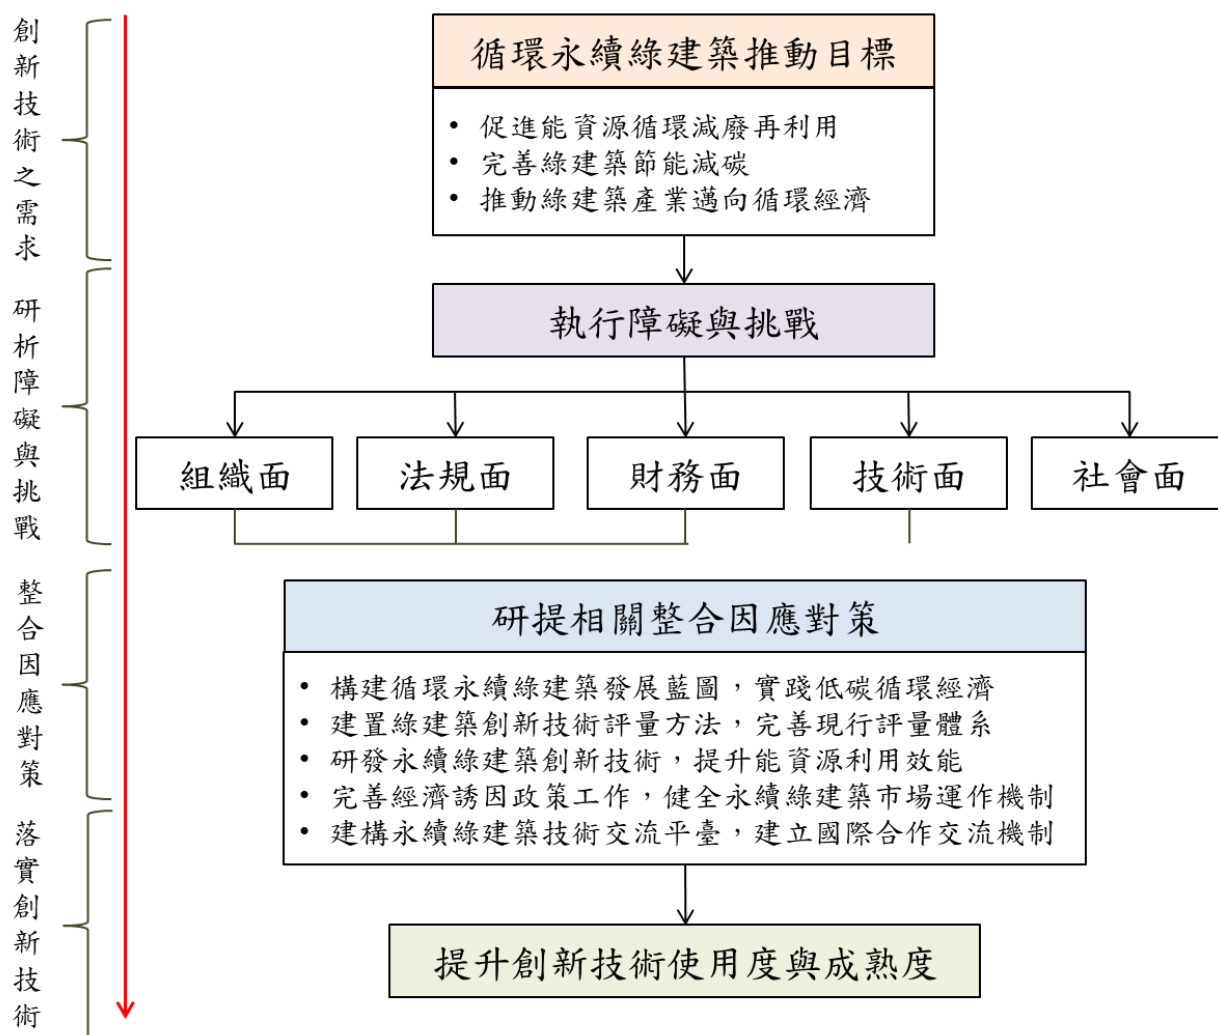 創新技術之需求
循環永續綠建築推動目標
• 促進能資源循環減廢再利用
• 完善綠建築節能減碳
• 推動綠建築產業邁向循環經濟
研析障礙與挑戰
執行障礙與挑戰
組織面
法規面
財務面
技術面
社會面
整合因應對策
研提相關整合因應對策
• 構建循環永續綠建築發展藍圖，實踐低碳循環經濟
• 建置綠建築創新技術評量方法，完善現行評量體系
• 研發永續綠建築創新技術，提升能資源利用效能
• 完善經濟誘因政策工作，健全永續綠建築市場運作機制
• 建構永續綠建築技術交流平臺，建立國際合作交流機制
落實創新技術
提升創新技術使用度與成熟度